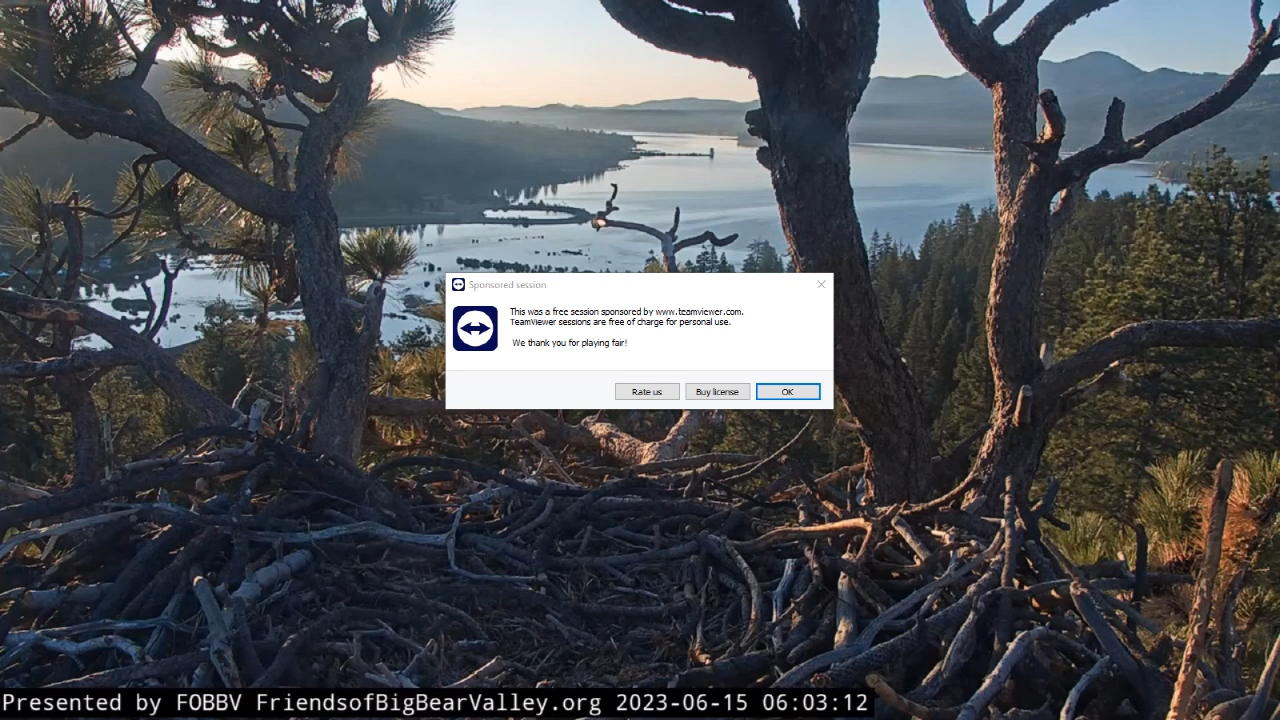 Sponsored session
This was a free session sponsored by www.teamviewer.com.
TeamViewer sessions are free of charge for personal use.
We thank you for playing fair!
Rate us
Buy license
OK
Presented by FOBBV FriendsofBigBearValley.org 2023-06-15 06:03:12